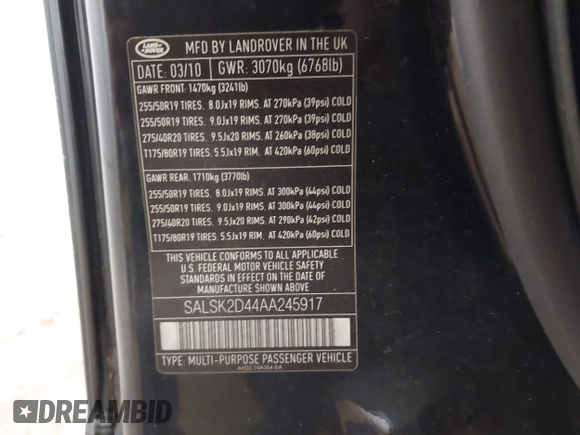 LAND ROVER
MFD BY LANDROVER IN THE UK
DATE: 03/10 GWR: 3070kg (6768lb)
GAWR FRONT: 1470kg (3241lb)
255/50R19 TIRES, 8.0Jx19 RIMS, AT 270kPa (39psi) COLD
255/50R19 TIRES, 9.0Jx19 RIMS, AT 270kPa (39psi) COLD
275/40R20 TIRES, 9.5Jx20 RIMS, AT 260kPa (38psi) COLD
T175/80R19 TIRES, 5.5Jx19 RIM, AT 420kPa (60psi) COLD
GAWR REAR: 1710kg (3770lb)
255/50R19 TIRES, 8.0Jx19 RIMS, AT 300kPa (44psi) COLD
255/50R19 TIRES, 9.0Jx19 RIMS, AT 300kPa (44psi) COLD
275/40R20 TIRES, 9.5Jx20 RIMS, AT 290kPa (42psi) COLD
T175/80R19 TIRES, 5.5Jx19 RIM, AT 420kPa (60psi) COLD
THIS VEHICLE CONFORMS TO ALL APPLICABLE
U.S. FEDERAL MOTOR VEHICLE SAFETY
STANDARDS IN EFFECT ON THE DATE OF
MANUFACTURE SHOWN ABOVE
SALSK2D44AA245917
TYPE: MULTI-PURPOSE PASSENGER VEHICLE
DREAMBID